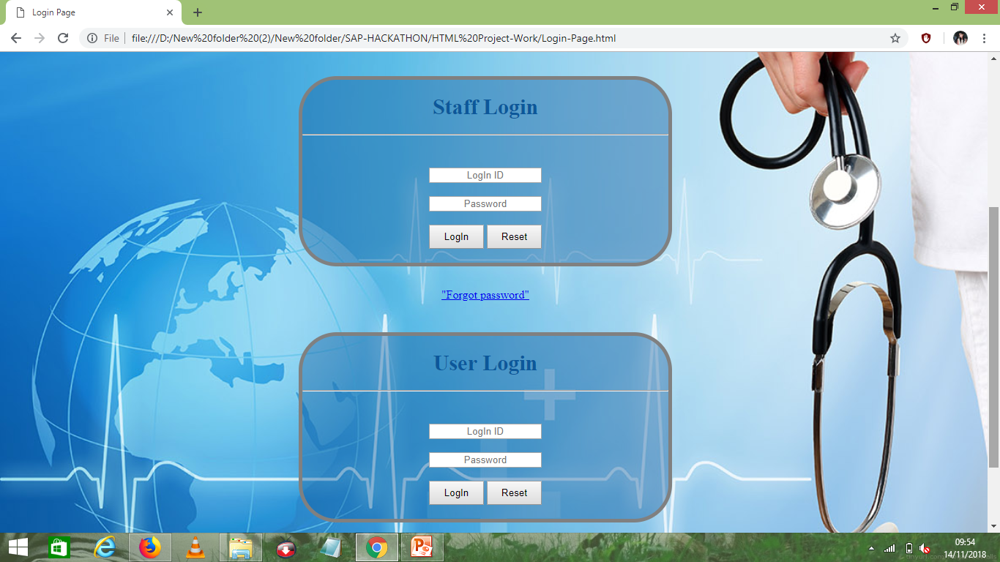 Login Page
File file:///D:/New%20folder%20(2)/New%20folder/SAP-HACKATHON/HTML%20Project-Work/Login-Page.html
Staff Login
LogIn ID
Password
LogIn Reset
"Forgot password"
User Login
LogIn ID
Password
LogIn Reset
09:54
14/11/2018